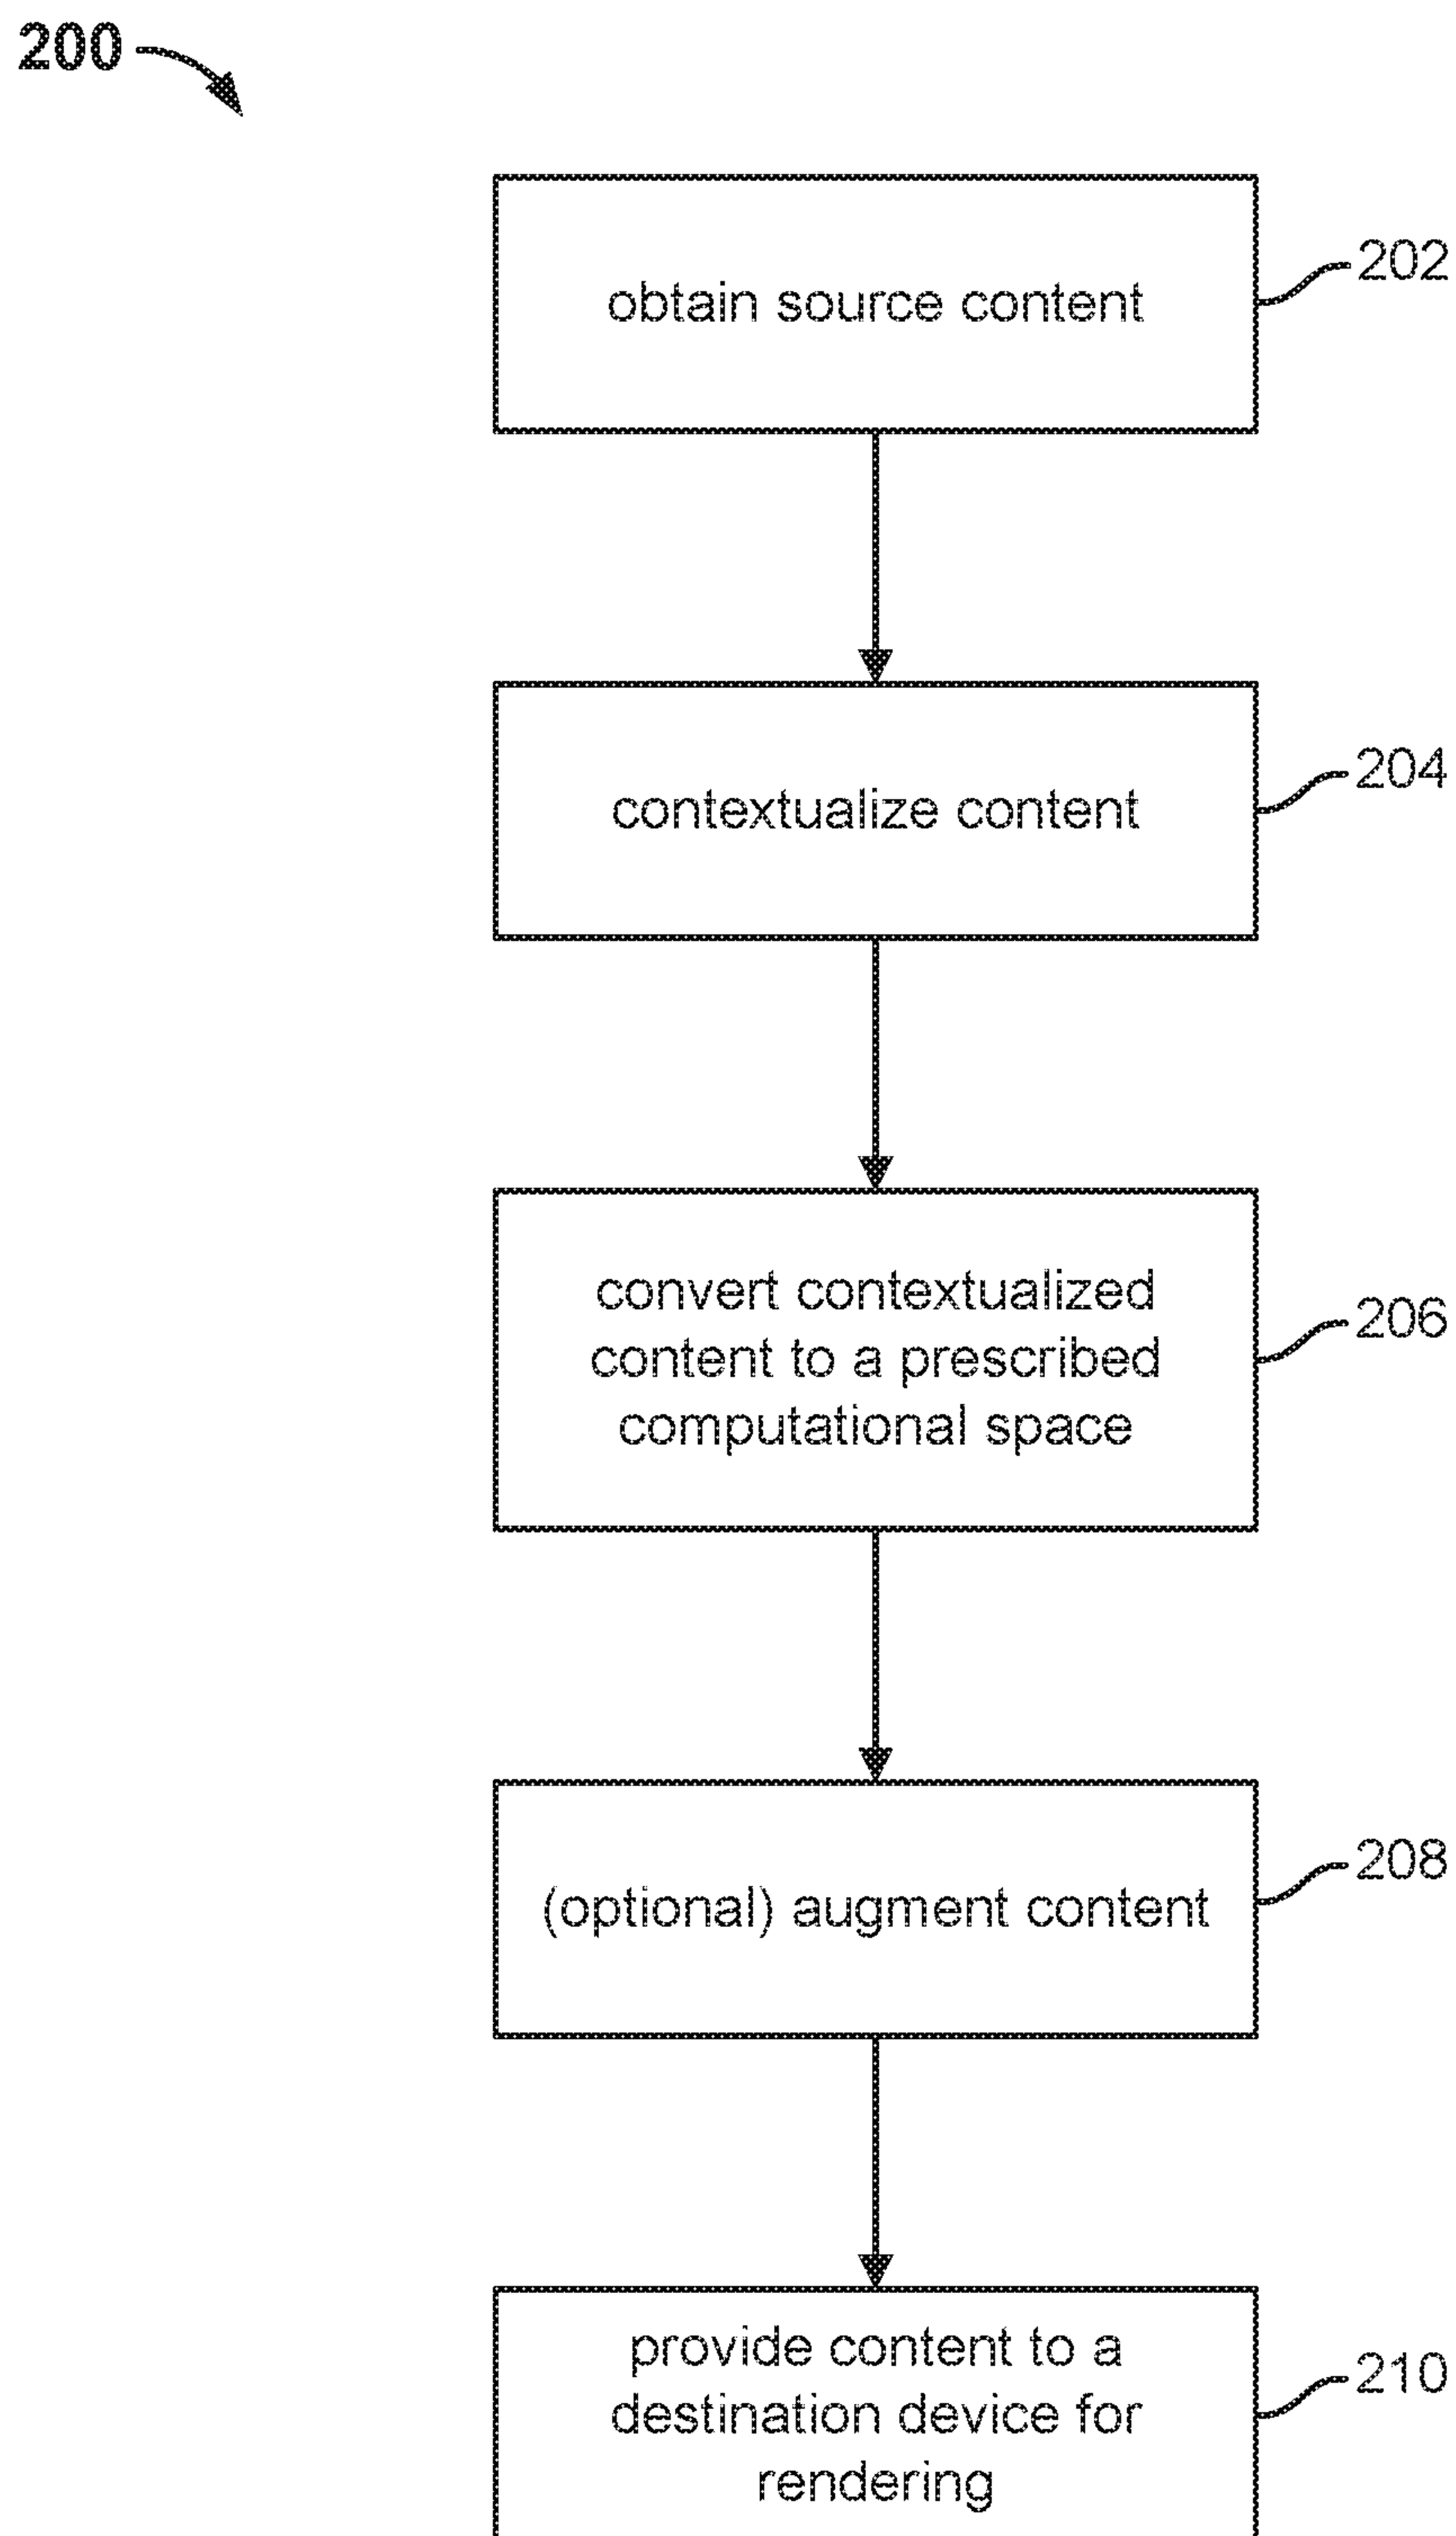 200
obtain source content
202
contextualize content
204
convert contextualized
content to a prescribed
computational space
206
(optional) augment content
208
provide content to a
destination device for
rendering
210